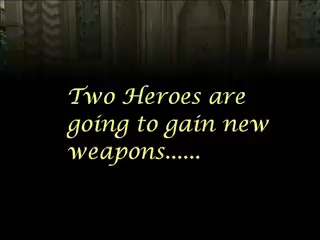 Two Heroes are
going to gain new
weapons......